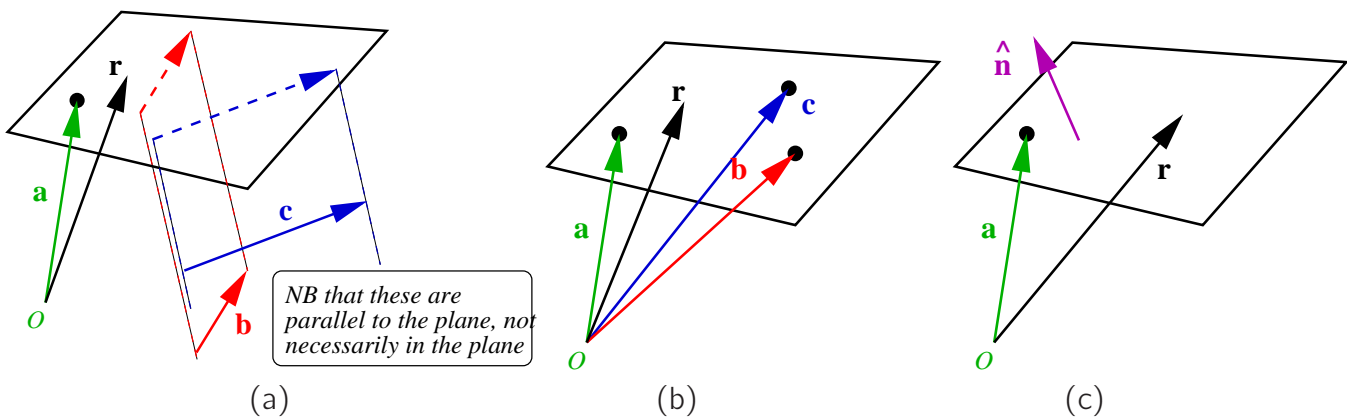 r
a
c
b
O
NB that these are
parallel to the plane, not
necessarily in the plane
(a)
r
c
b
a
O
(b)
n̂
r
a
O
(c)